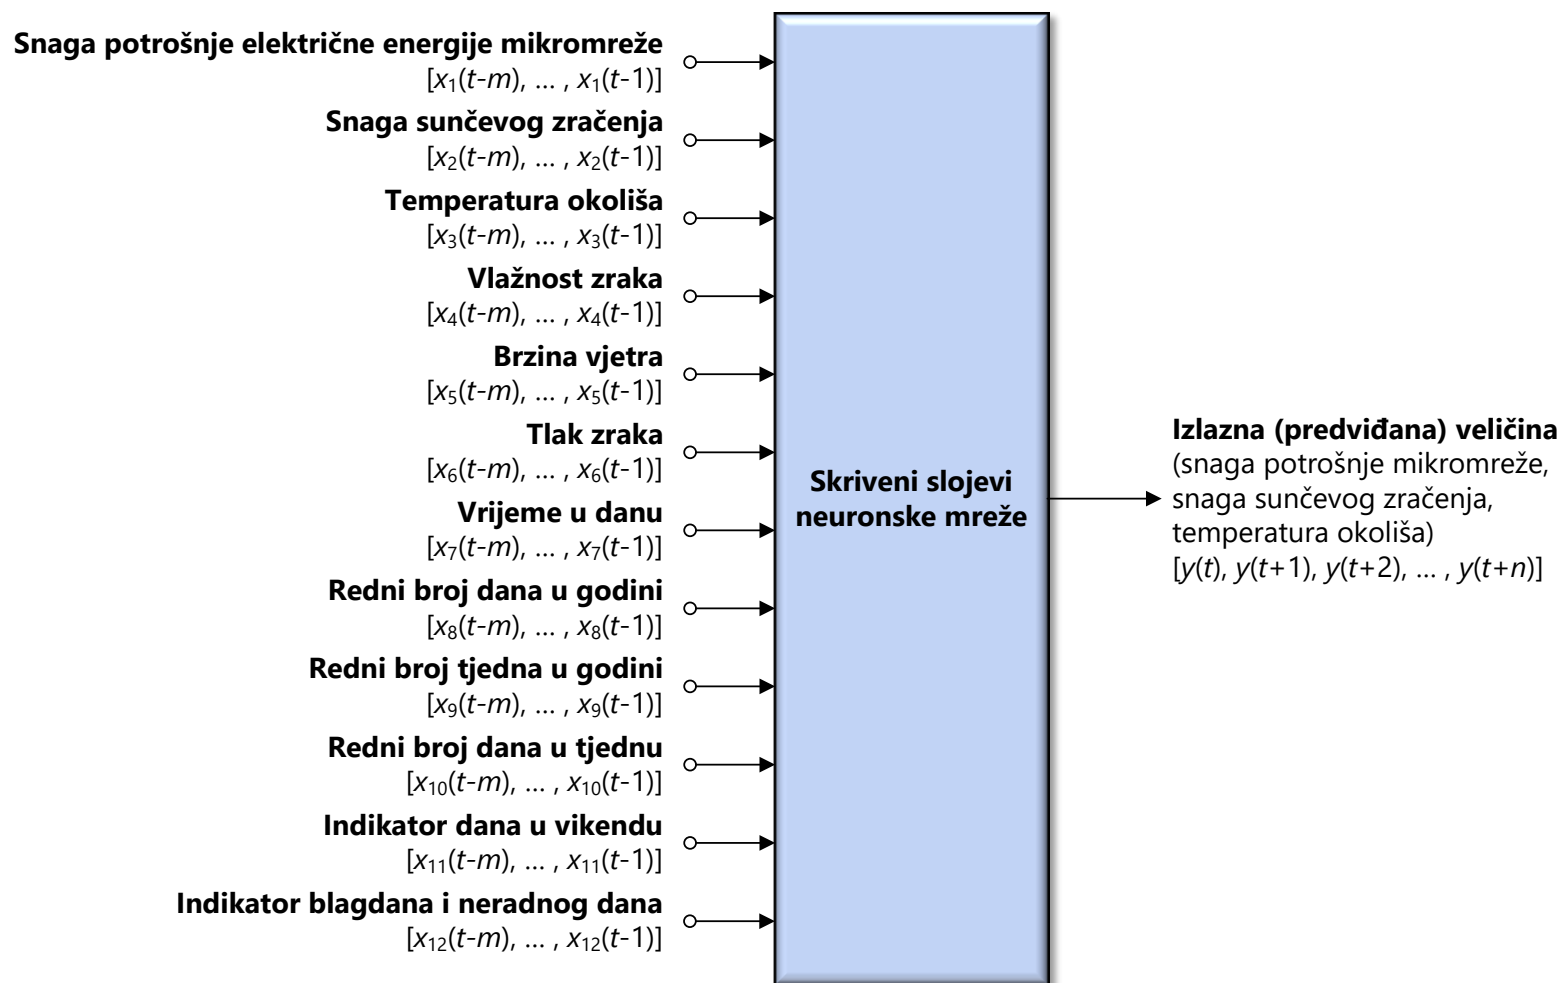 Snaga potrošnje električne energije mikromreže
[x₁(t-m), ... , x₁(t-1)]
Snaga sunčevog zračenja
[x₂(t-m), ... , x₂(t-1)]
Temperatura okoliša
[x₃(t-m), ... , x₃(t-1)]
Vlažnost zraka
[x₄(t-m), ... , x₄(t-1)]
Brzina vjetra
[x₅(t-m), ... , x₅(t-1)]
Tlak zraka
[x₆(t-m), ... , x₆(t-1)]
Vrijeme u danu
[x₇(t-m), ... , x₇(t-1)]
Redni broj dana u godini
[x₈(t-m), ... , x₈(t-1)]
Redni broj tjedna u godini
[x₉(t-m), ... , x₉(t-1)]
Redni broj dana u tjednu
[x₁₀(t-m), ... , x₁₀(t-1)]
Indikator dana u vikendu
[x₁₁(t-m), ... , x₁₁(t-1)]
Indikator blagdana i neradnog dana
[x₁₂(t-m), ... , x₁₂(t-1)]
Skriveni slojevi
neuronske mreže
Izlazna (predviđana) veličina
(snaga potrošnje mikromreže,
snaga sunčevog zračenja,
temperatura okoliša)
[y(t), y(t+1), y(t+2), ... , y(t+n)]